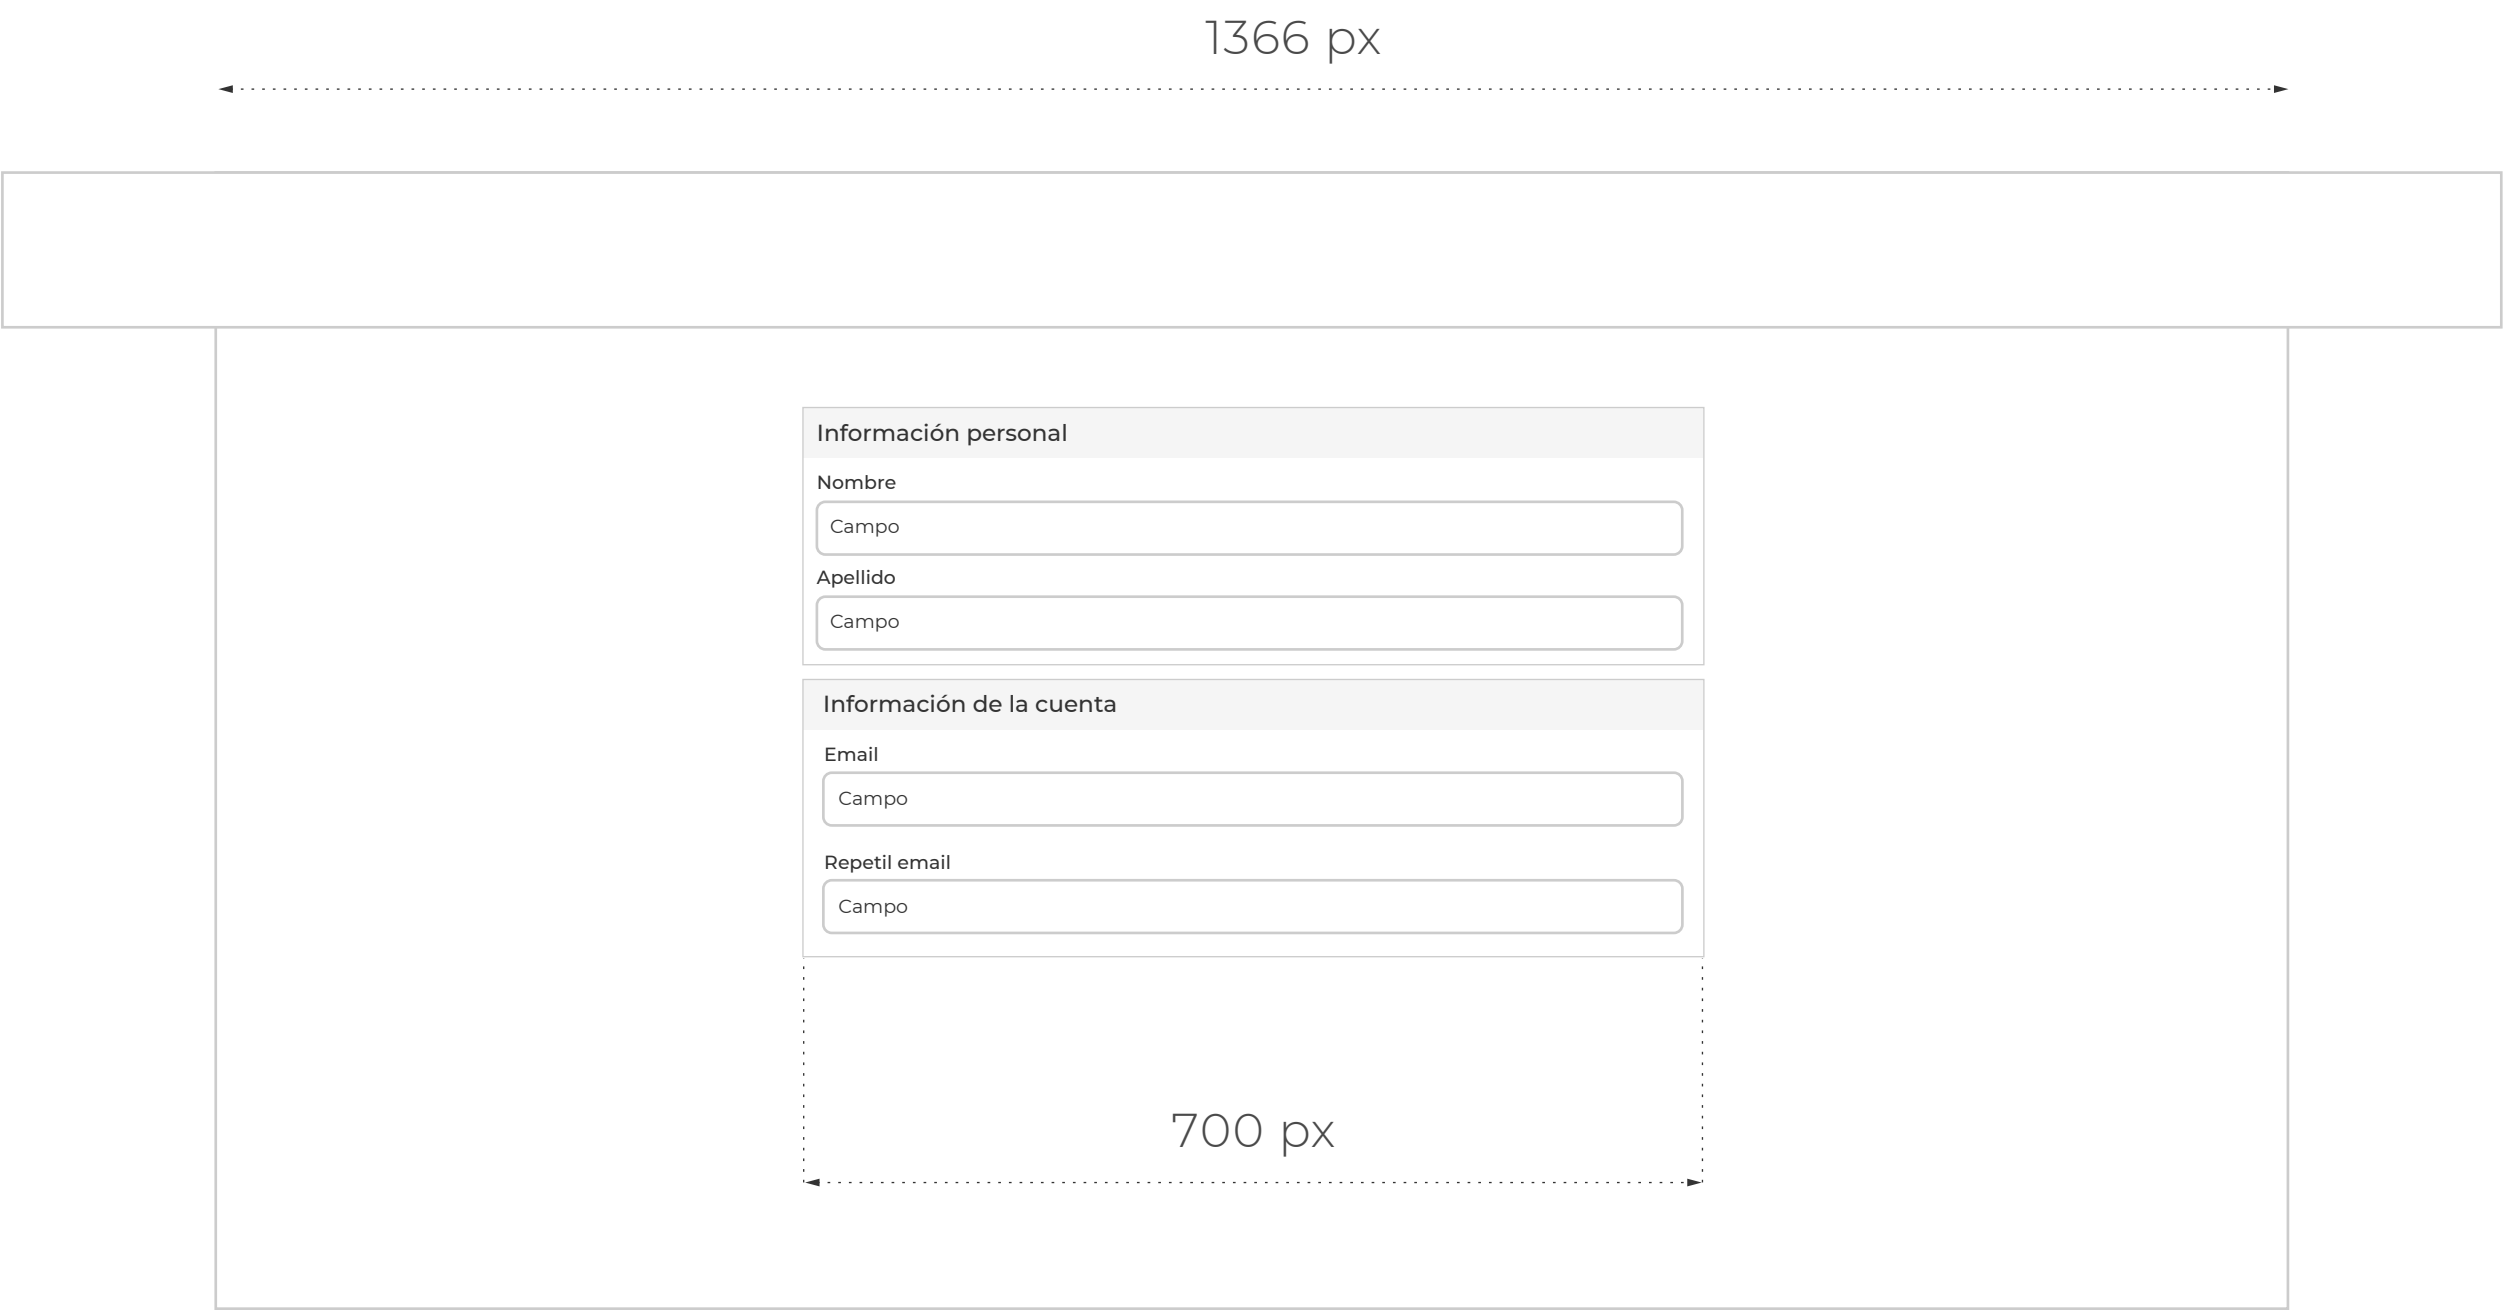 1366 px
Información personal
Nombre
Campo
Apellido
Campo
Información de la cuenta
Email
Campo
Repetil email
Campo
700 px